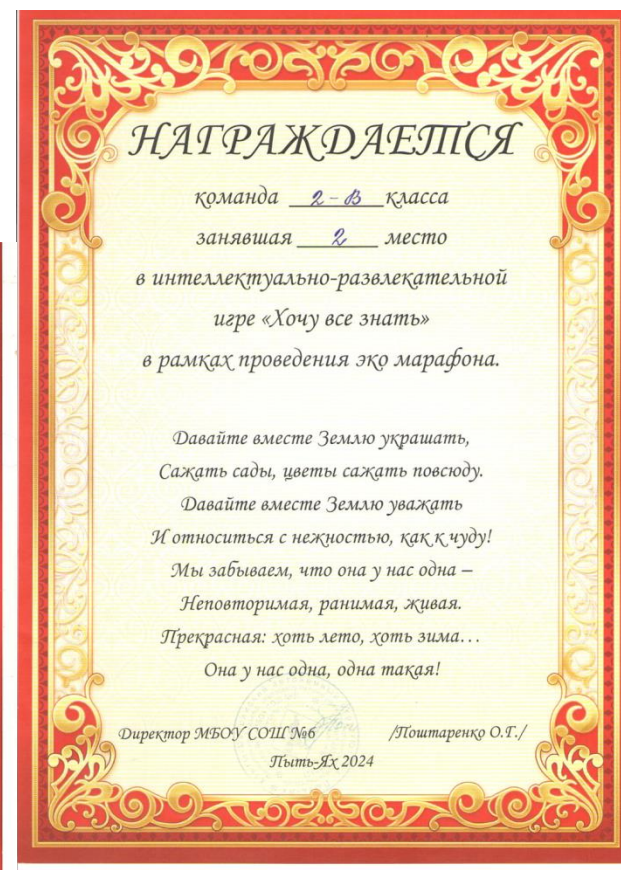 НАГРАЖДАЕТСЯ
команда 2-В класса
занявшая 2 место
в интеллектуально-развлекательной
игре «Хочу все знать»
в рамках проведения эко марафона.
Давайте вместе Землю украшать,
Сажать сады, цветы сажать повсюду.
Давайте вместе Землю уважать
И относиться с нежностью, как к чуду!
Мы забываем, что она у нас одна –
Неповторимая, ранимая, живая.
Прекрасная: хоть лето, хоть зима…
Она у нас одна, одна такая!
Директор МБОУ СОШ №6 /Поштаренко О.Г./
Пыть-Ях 2024